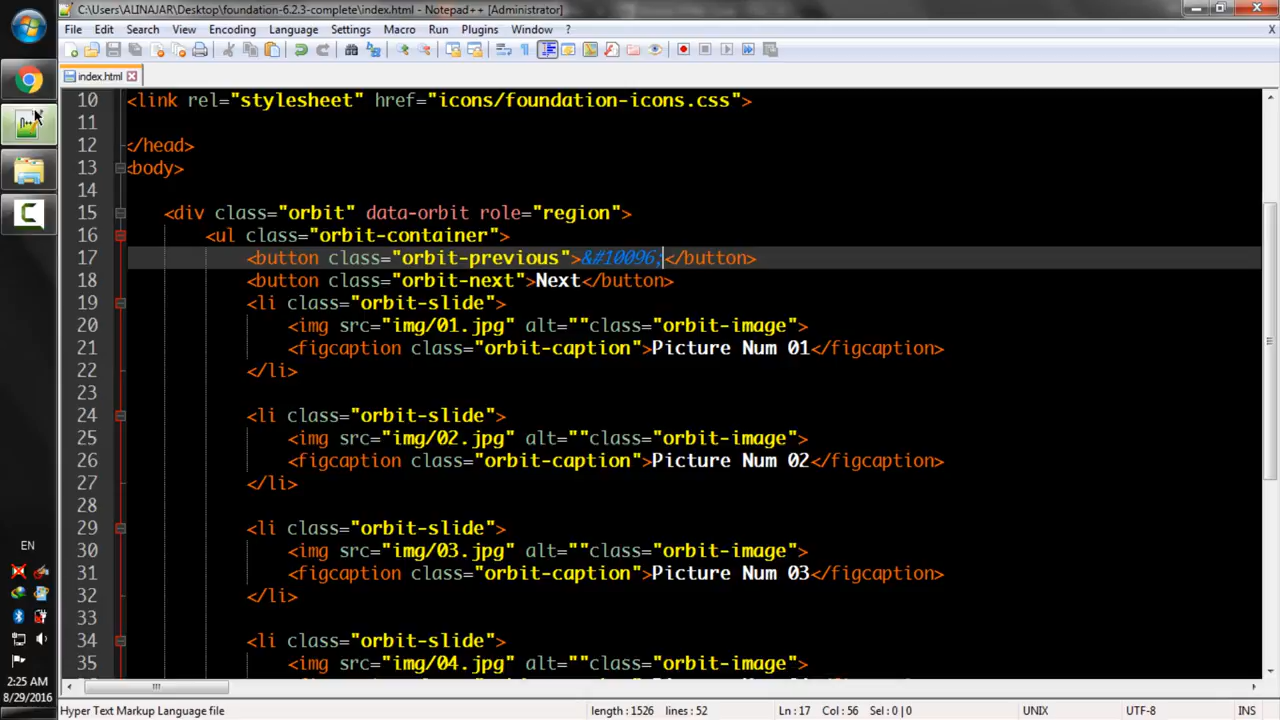 C:\Users\ALINAJAR\Desktop\foundation-6.2.3-complete\index.html - Notepad++ [Administrator]
File Edit Search View Encoding Language Settings Macro Run Plugins Window ?
index.html
10 <link rel="stylesheet" href="icons/foundation-icons.css">
11
12 </head>
13 <body>
14
15 <div class="orbit" data-orbit role="region">
16 <ul class="orbit-container">
17 <button class="orbit-previous">&#10096;</button>
18 <button class="orbit-next">Next</button>
19 <li class="orbit-slide">
20 <img src="img/01.jpg" alt=""class="orbit-image">
21 <figcaption class="orbit-caption">Picture Num 01</figcaption>
22 </li>
23
24 <li class="orbit-slide">
25 <img src="img/02.jpg" alt=""class="orbit-image">
26 <figcaption class="orbit-caption">Picture Num 02</figcaption>
27 </li>
28
29 <li class="orbit-slide">
30 <img src="img/03.jpg" alt=""class="orbit-image">
31 <figcaption class="orbit-caption">Picture Num 03</figcaption>
32 </li>
33
34 <li class="orbit-slide">
35 <img src="img/04.jpg" alt=""class="orbit-image">
EN
2:25 AM
8/29/2016
Hyper Text Markup Language file length : 1526 lines : 52 Ln : 17 Col : 56 Sel : 0 | 0 UNIX UTF-8 INS